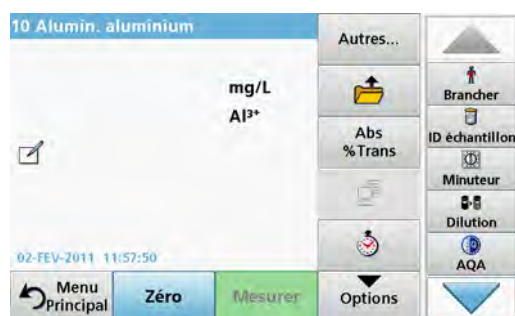 10 Alumin. aluminium
mg/L
Al³⁺
02-FEV-2011 11:57:50
Menu
Principal
Zéro
Mesurer
Autres...
Abs
%Trans
Options
Brancher
ID échantillon
Minuteur
Dilution
AQA